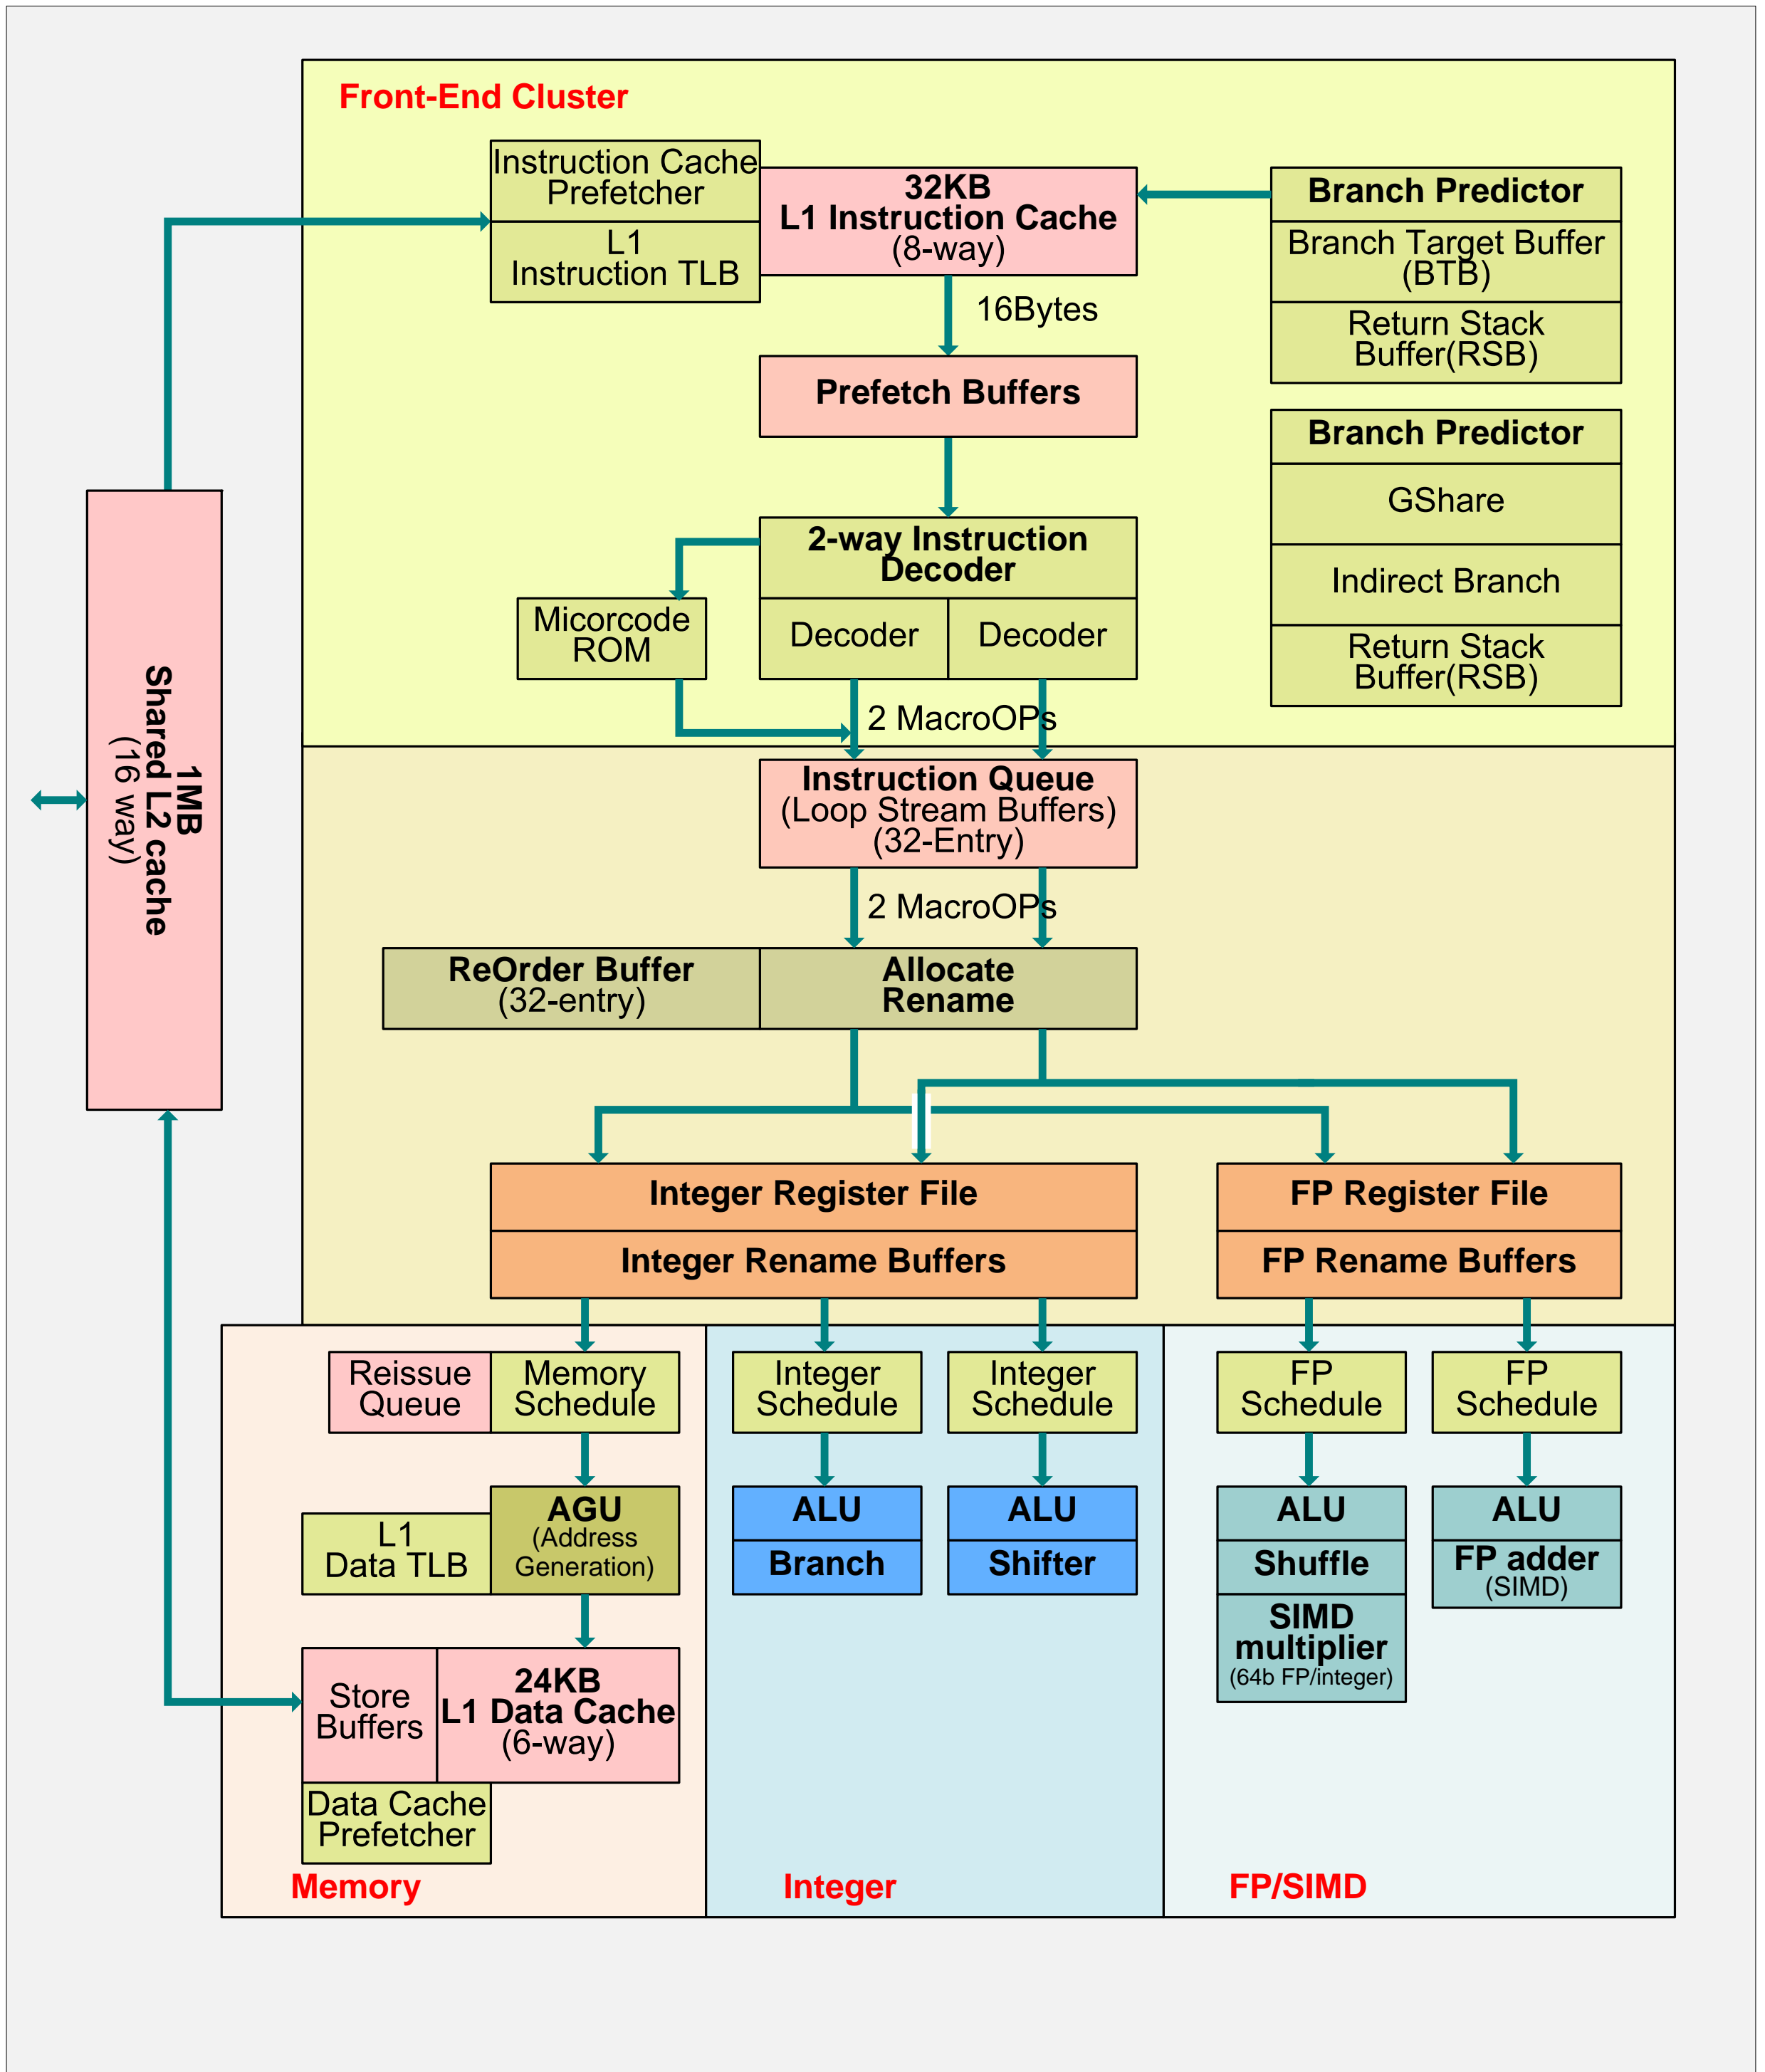 Front-End Cluster
Instruction Cache
Prefetcher
L1
Instruction TLB
32KB
L1 Instruction Cache
(8-way)
Branch Predictor
Branch Target Buffer
(BTB)
Return Stack
Buffer(RSB)
16Bytes
Prefetch Buffers
Branch Predictor
GShare
Indirect Branch
Return Stack
Buffer(RSB)
2-way Instruction
Decoder
Decoder
Decoder
Micorcode
ROM
2 MacroOPs
1MB
Shared L2 cache
(16 way)
Instruction Queue
(Loop Stream Buffers)
(32-Entry)
2 MacroOPs
ReOrder Buffer
(32-entry)
Allocate
Rename
Integer Register File
Integer Rename Buffers
FP Register File
FP Rename Buffers
Reissue
Queue
Memory
Schedule
Integer
Schedule
Integer
Schedule
FP
Schedule
FP
Schedule
L1
Data TLB
AGU
(Address
Generation)
ALU
Branch
ALU
Shifter
ALU
Shuffle
SIMD
multiplier
(64b FP/integer)
ALU
FP adder
(SIMD)
Store
Buffers
24KB
L1 Data Cache
(6-way)
Data Cache
Prefetcher
Memory
Integer
FP/SIMD